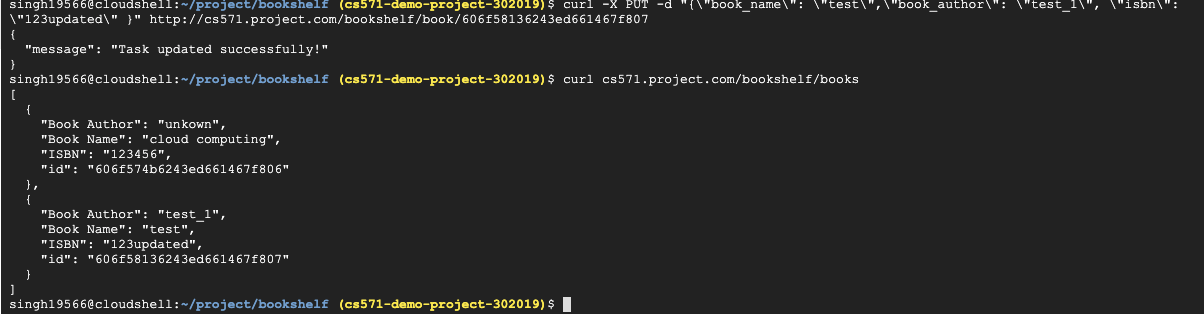 singh19566@cloudshell:~/project/bookshelf (cs571-demo-project-302019)$ curl -X PUT -d "{\"book_name\": \"test\",\"book_author\": \"test_1\", \"isbn\":
\"123updated\" }" http://cs571.project.com/bookshelf/book/606f58136243ed661467f807
{
  "message": "Task updated successfully!"
}
singh19566@cloudshell:~/project/bookshelf (cs571-demo-project-302019)$ curl cs571.project.com/bookshelf/books
[
  {
    "Book Author": "unkown",
    "Book Name": "cloud computing",
    "ISBN": "123456",
    "id": "606f574b6243ed661467f806"
  },
  {
    "Book Author": "test_1",
    "Book Name": "test",
    "ISBN": "123updated",
    "id": "606f58136243ed661467f807"
  }
]
singh19566@cloudshell:~/project/bookshelf (cs571-demo-project-302019)$